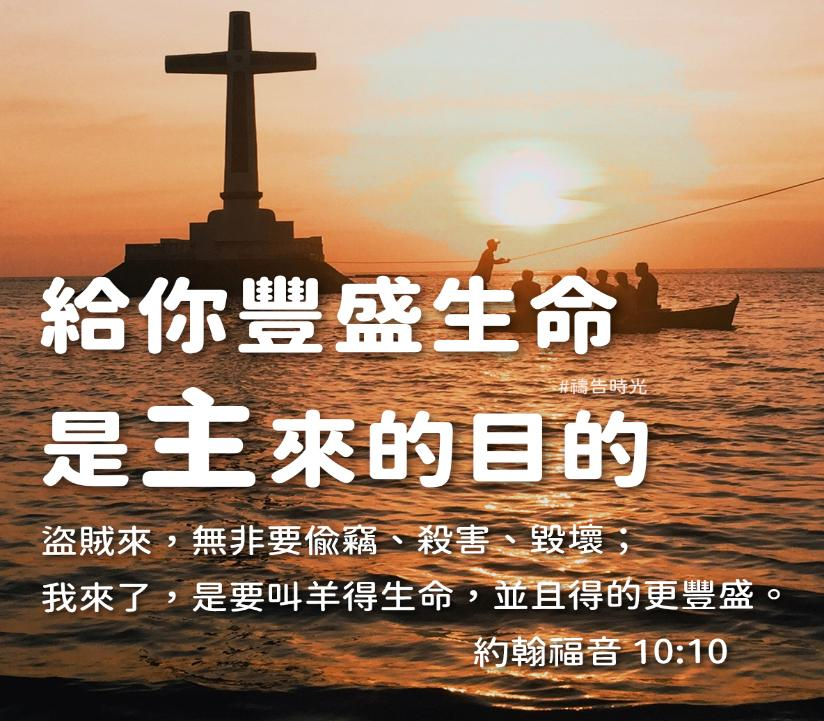 給你豐盛生命
#禱告時光
是主來的目的
盜賊來，無非要偷竊、殺害、毀壞；
我來了，是要叫羊得生命，並且得的更豐盛。
約翰福音 10:10